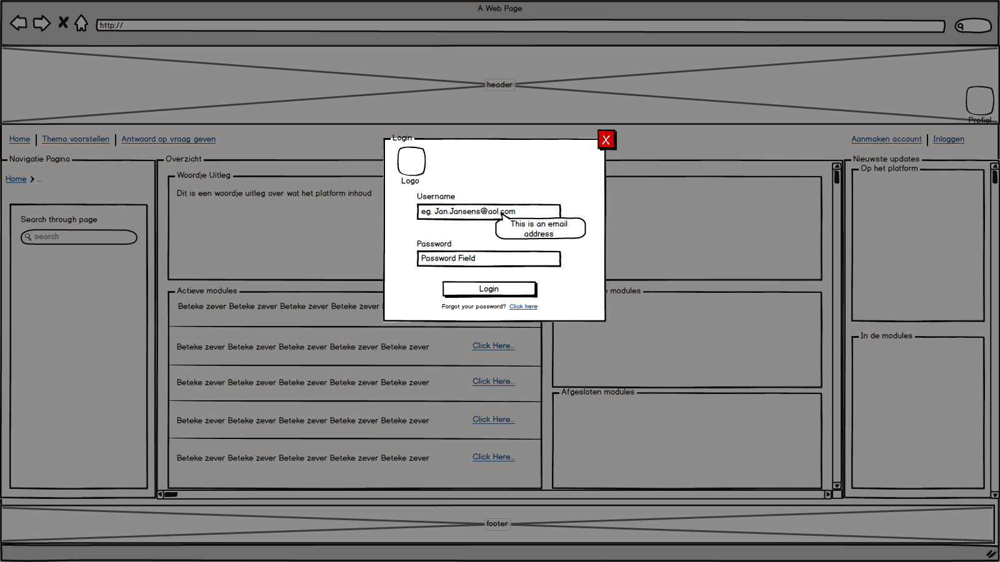 A Web Page
http://
header
Profiel
Home
Thema voorstellen
Antwoord op vraag geven
Aanmaken account
Inloggen
Navigatie Pagina
Home
...
Search through page
search
Overzicht
Woordje Uitleg
Dit is een woordje uitleg over wat het platform inhoud
Login
X
Logo
Username
eg. Jan.Jansens@aol.com
This is an email
address
Password
Password Field
Login
Forgot your password? Click here
Actieve modules
Beteke zever Beteke zever Beteke zever Beteke zever
Beteke zever Beteke zever Beteke zever Beteke zever Beteke zever
Click Here...
Beteke zever Beteke zever Beteke zever Beteke zever Beteke zever
Click Here...
Beteke zever Beteke zever Beteke zever Beteke zever Beteke zever
Click Here...
Beteke zever Beteke zever Beteke zever Beteke zever Beteke zever
Click Here...
modules
Afgesloten modules
Nieuwste updates
Op het platform
In de modules
footer